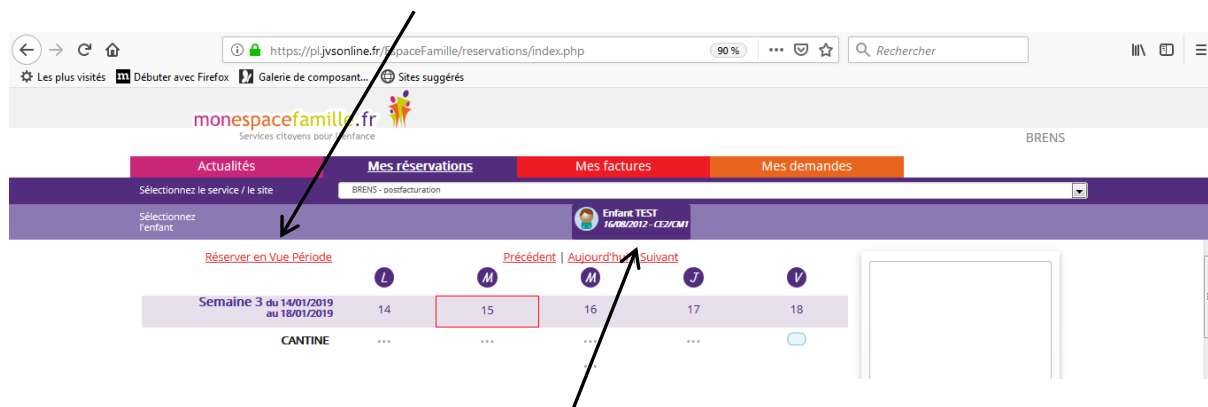 https://pl.jvsonline.fr/EspaceFamille/reservations/index.php 90 % ... Rechercher
Les plus visités m Débuter avec Firefox Galerie de composant... Sites suggérés
monespacefamille.fr
Services citoyens pour l'enfance
BRENS
Actualités Mes réservations Mes factures Mes demandes
Sélectionnez le service / le site BRENS - postfacturation
Sélectionnez
l'enfant
Enfant TEST
16/08/2012 - CE2/CM1
Réserver en Vue Période Précédent | Aujourd'hui | Suivant
L M M J V
Semaine 3 du 14/01/2019
au 18/01/2019
14 15 16 17 18
CANTINE ... ... ... ...
...